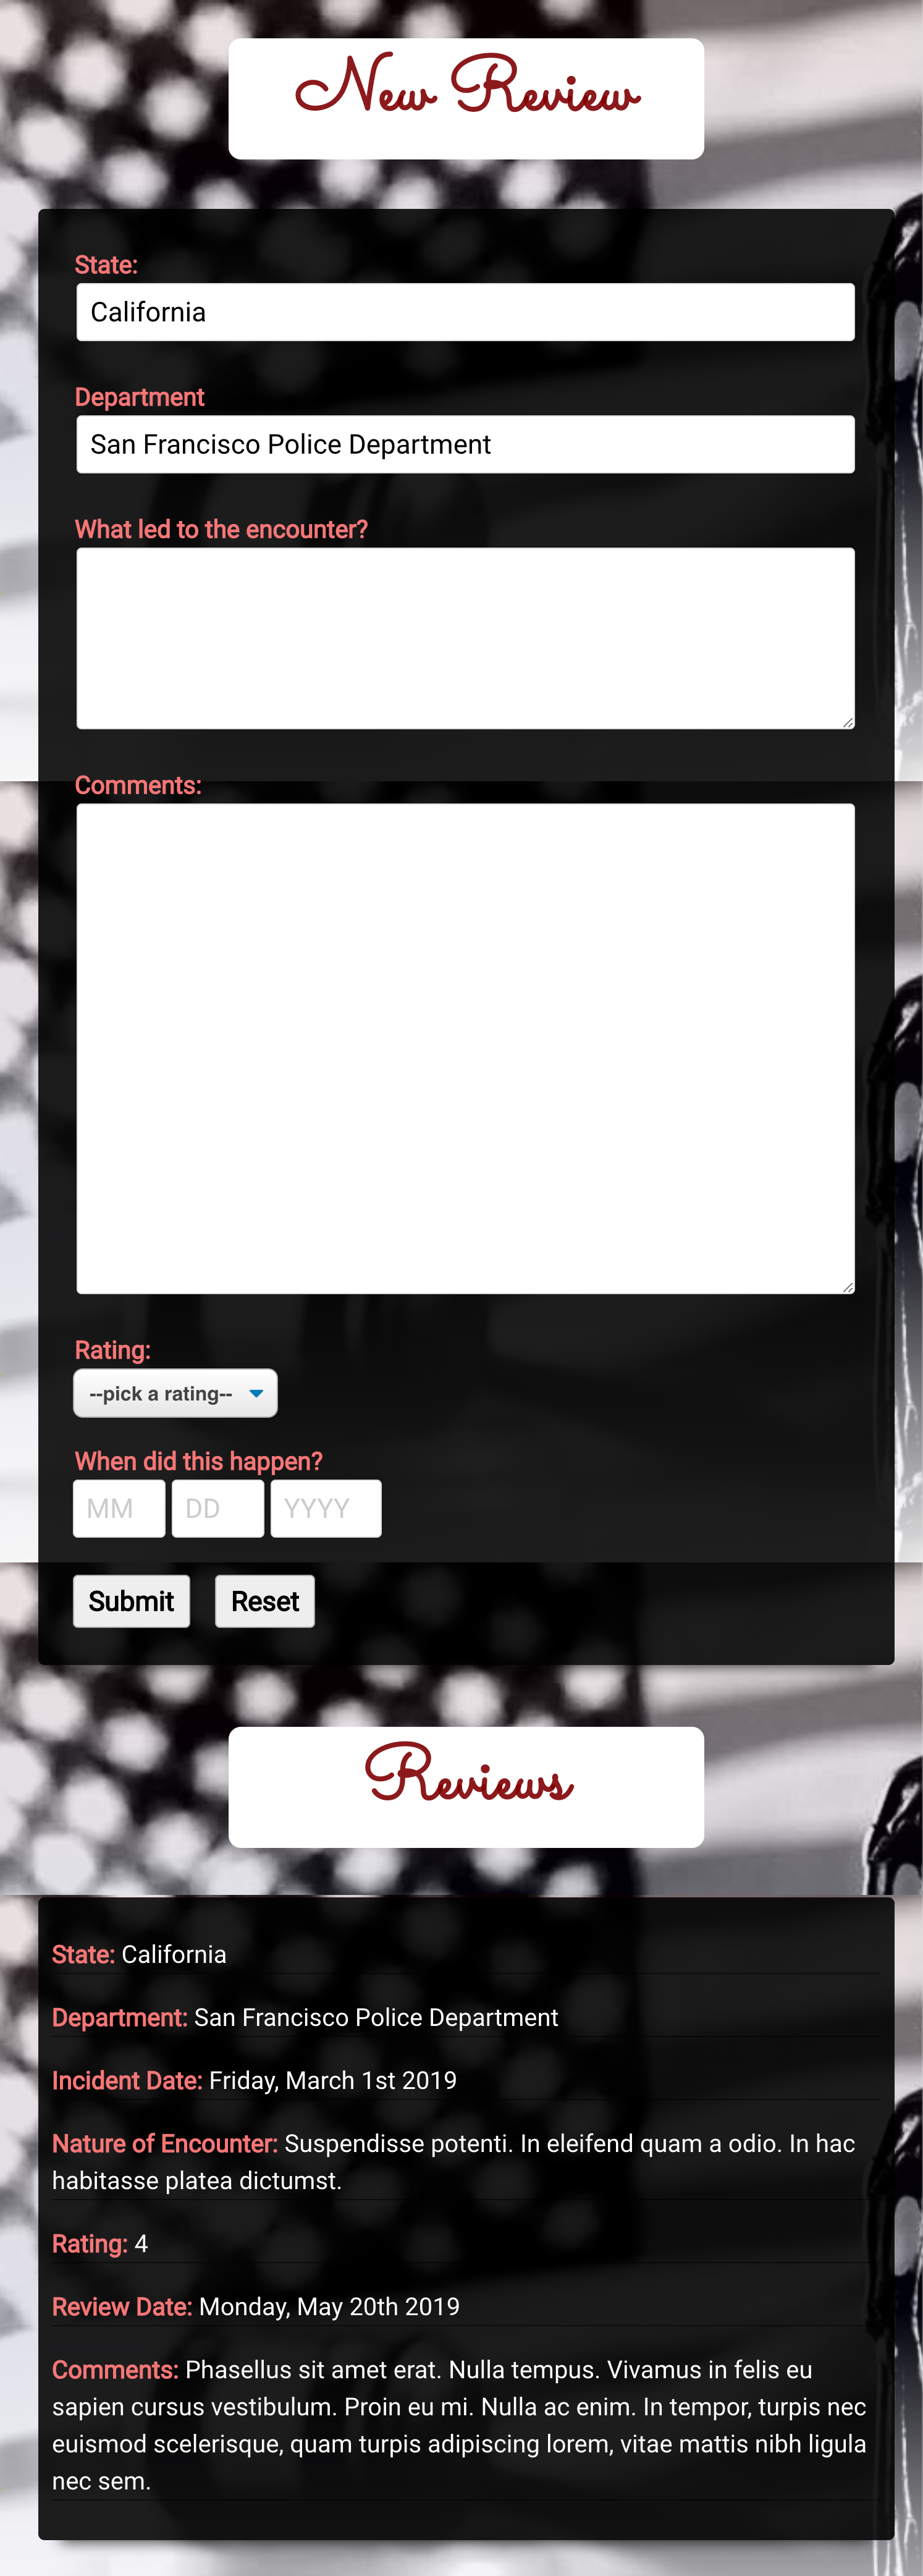 New Review
State:
California
Department
San Francisco Police Department
What led to the encounter?
Comments:
Rating:
--pick a rating--
When did this happen?
MM DD YYYY
Submit Reset
Reviews
State: California
Department: San Francisco Police Department
Incident Date: Friday, March 1st 2019
Nature of Encounter: Suspendisse potenti. In eleifend quam a odio. In hac
habitasse platea dictumst.
Rating: 4
Review Date: Monday, May 20th 2019
Comments: Phasellus sit amet erat. Nulla tempus. Vivamus in felis eu
sapien cursus vestibulum. Proin eu mi. Nulla ac enim. In tempor, turpis nec
euismod scelerisque, quam turpis adipiscing lorem, vitae mattis nibh ligula
nec sem.